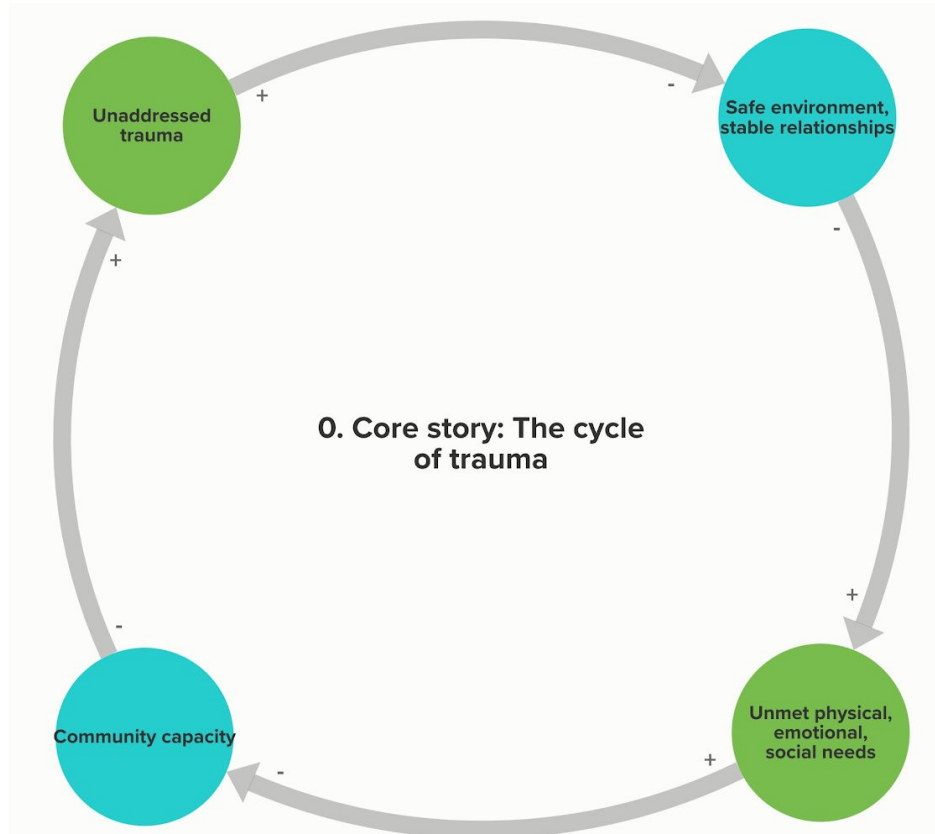 Unaddressed
trauma
+
-
Safe environment,
stable relationships
-
+
0. Core story: The cycle
of trauma
+
-
+
Unmet physical,
emotional,
social needs
+
-
Community capacity